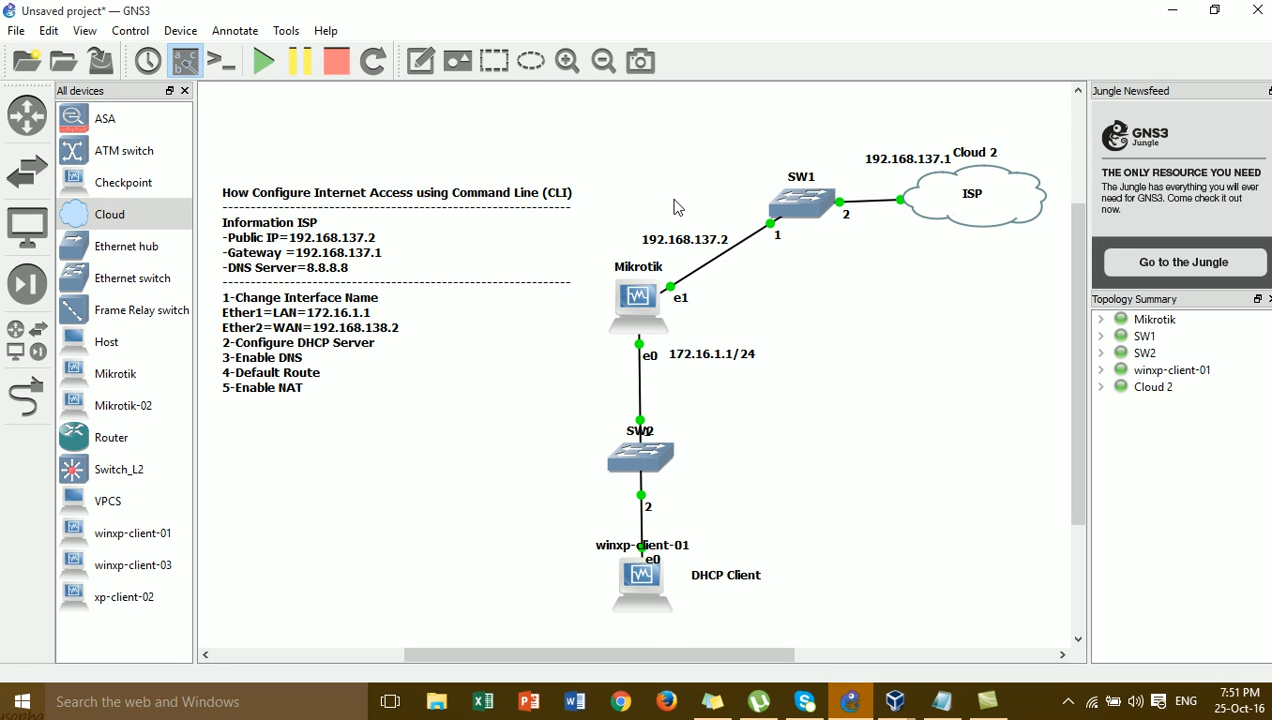 Unsaved project* — GNS3
File Edit View Control Device Annotate Tools Help
All devices
ASA
ATM switch
Checkpoint
Cloud
Ethernet hub
Ethernet switch
Frame Relay switch
Host
Mikrotik
Mikrotik-02
Router
Switch_L2
VPCS
winxp-client-01
winxp-client-03
xp-client-02
How Configure Internet Access using Command Line (CLI)
--------------------------------------------------------------
Information ISP
-Public IP=192.168.137.2
-Gateway =192.168.137.1
-DNS Server=8.8.8.8
--------------------------------------------------------------
1-Change Interface Name
Ether1=LAN=172.16.1.1
Ether2=WAN=192.168.138.2
2-Configure DHCP Server
3-Enable DNS
4-Default Route
5-Enable NAT
192.168.137.1
Cloud 2
ISP
SW1
2
1
192.168.137.2
Mikrotik
e1
e0
172.16.1.1/24
SW2
1
2
winxp-client-01
e0
DHCP Client
Jungle Newsfeed
GNS3
Jungle
THE ONLY RESOURCE YOU NEED
The Jungle has everything you will ever
need for GNS3. Come check it out
now.
Go to the Jungle
Topology Summary
Mikrotik
SW1
SW2
winxp-client-01
Cloud 2
Search the web and Windows
ENG
7:51 PM
25-Oct-16